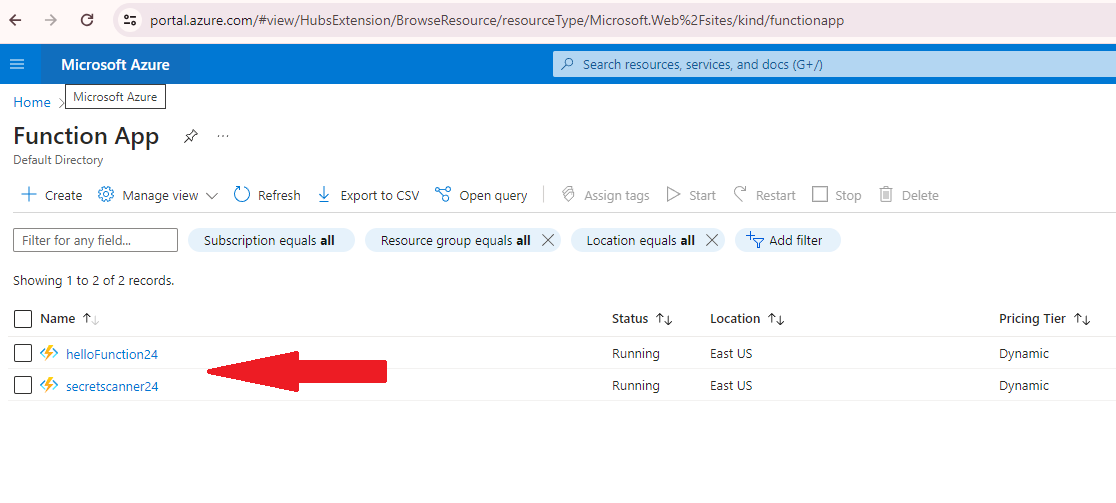 portal.azure.com/#view/HubsExtension/BrowseResource/resourceType/Microsoft.Web%2Fsites/kind/functionapp
Microsoft Azure Search resources, services, and docs (G+/)
Home > Microsoft Azure
Function App ...
Default Directory
+ Create Manage view Refresh Export to CSV Open query Assign tags Start Restart Stop Delete
Filter for any field... Subscription equals all Resource group equals all Location equals all Add filter
Showing 1 to 2 of 2 records.
Name Status Location Pricing Tier
helloFunction24 Running East US Dynamic
secretscanner24 Running East US Dynamic